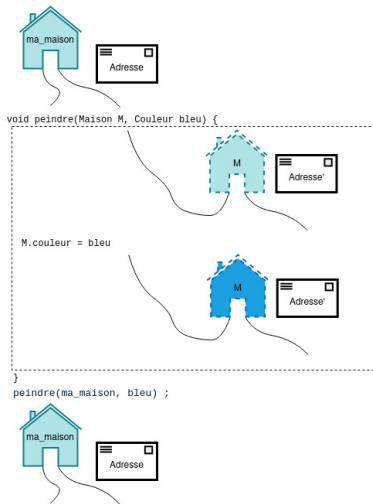 ma_maison
Adresse
void peindre(Maison M, Couleur bleu) {
M
Adresse'
M.couleur = bleu
M
Adresse'
}
peindre(ma_maison, bleu) ;
ma_maison
Adresse